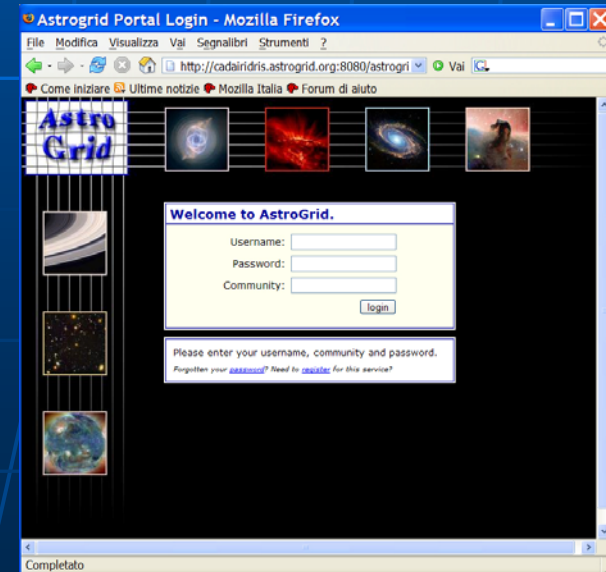 Astrogrid Portal Login - Mozilla Firefox
File Modifica Visualizza Vai Segnalibri Strumenti ?
http://cadairidris.astrogrid.org:8080/astrogri Vai
Come iniziare Ultime notizie Mozilla Italia Forum di aiuto
Astro
Grid
Welcome to AstroGrid.
Username:
Password:
Community:
login
Please enter your username, community and password.
Forgotten your password? Need to register for this service?
Completato